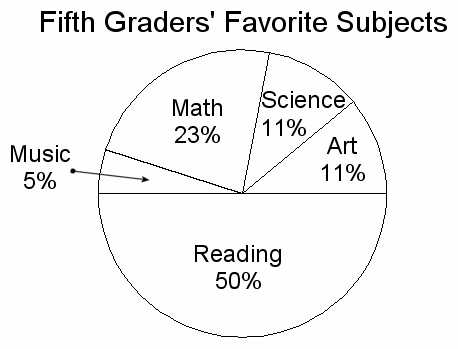 Fifth Graders' Favorite Subjects
Math
23%
Science
11%
Art
11%
Music
5%
Reading
50%